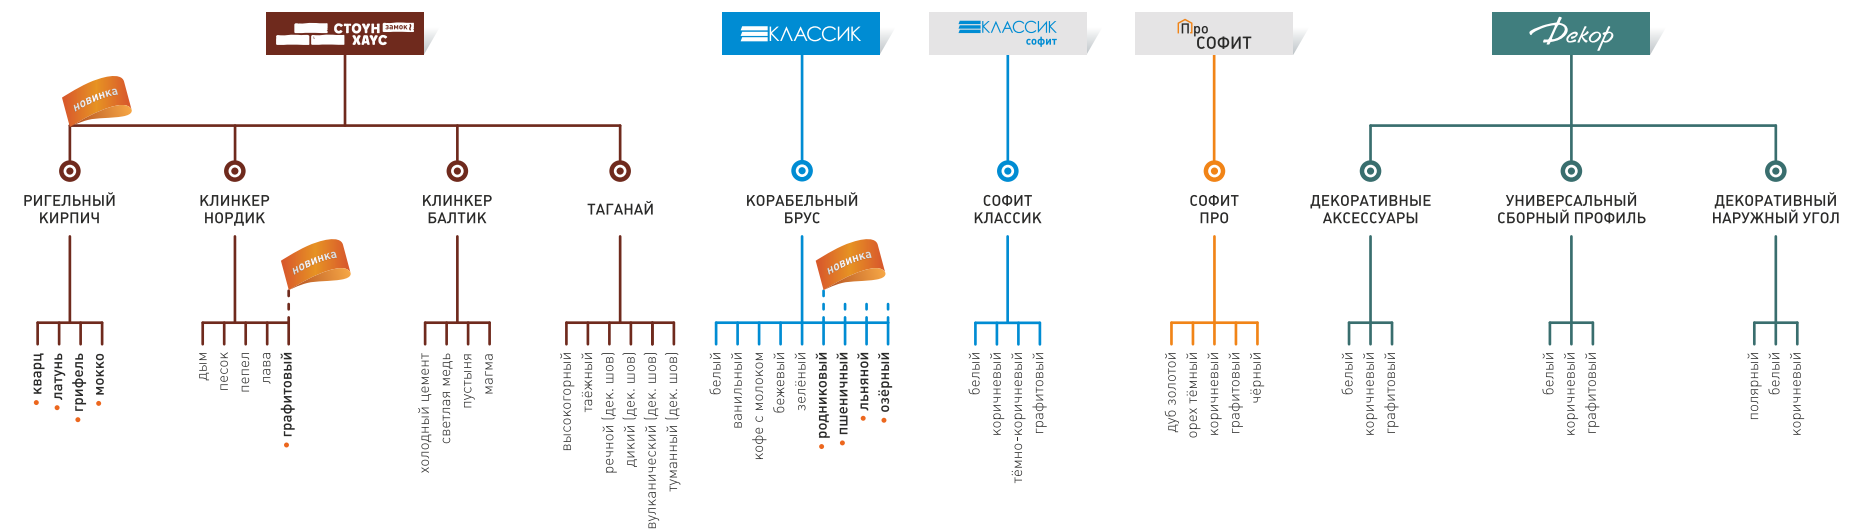 СТОУН замок
ХАУС
КЛАССИК
КЛАССИК
софит
Про
СОФИТ
Декор
новинка
РИГЕЛЬНЫЙ
КИРПИЧ
КЛИНКЕР
НОРДИК
КЛИНКЕР
БАЛТИК
ТАГАНАЙ
КОРАБЕЛЬНЫЙ
БРУС
СОФИТ
КЛАССИК
СОФИТ
ПРО
ДЕКОРАТИВНЫЕ
АКСЕССУАРЫ
УНИВЕРСАЛЬНЫЙ
СБОРНЫЙ ПРОФИЛЬ
ДЕКОРАТИВНЫЙ
НАРУЖНЫЙ УГОЛ
новинка
новинка
• кварц
• латунь
• грифель
• мокко
дым
песок
пепел
лава
• графитовый
холодный цемент
светлая медь
пустыня
магма
высокогорный
таёжный
речной (дек. шов)
дикий (дек. шов)
вулканический (дек. шов)
туманный (дек. шов)
белый
ванильный
кофе с молоком
бежевый
зелёный
• родниковый
• пшеничный
• льняной
• озёрный
белый
коричневый
тёмно-коричневый
графитовый
дуб золотой
орех тёмный
коричневый
графитовый
чёрный
белый
коричневый
графитовый
белый
коричневый
графитовый
полярный
белый
коричневый